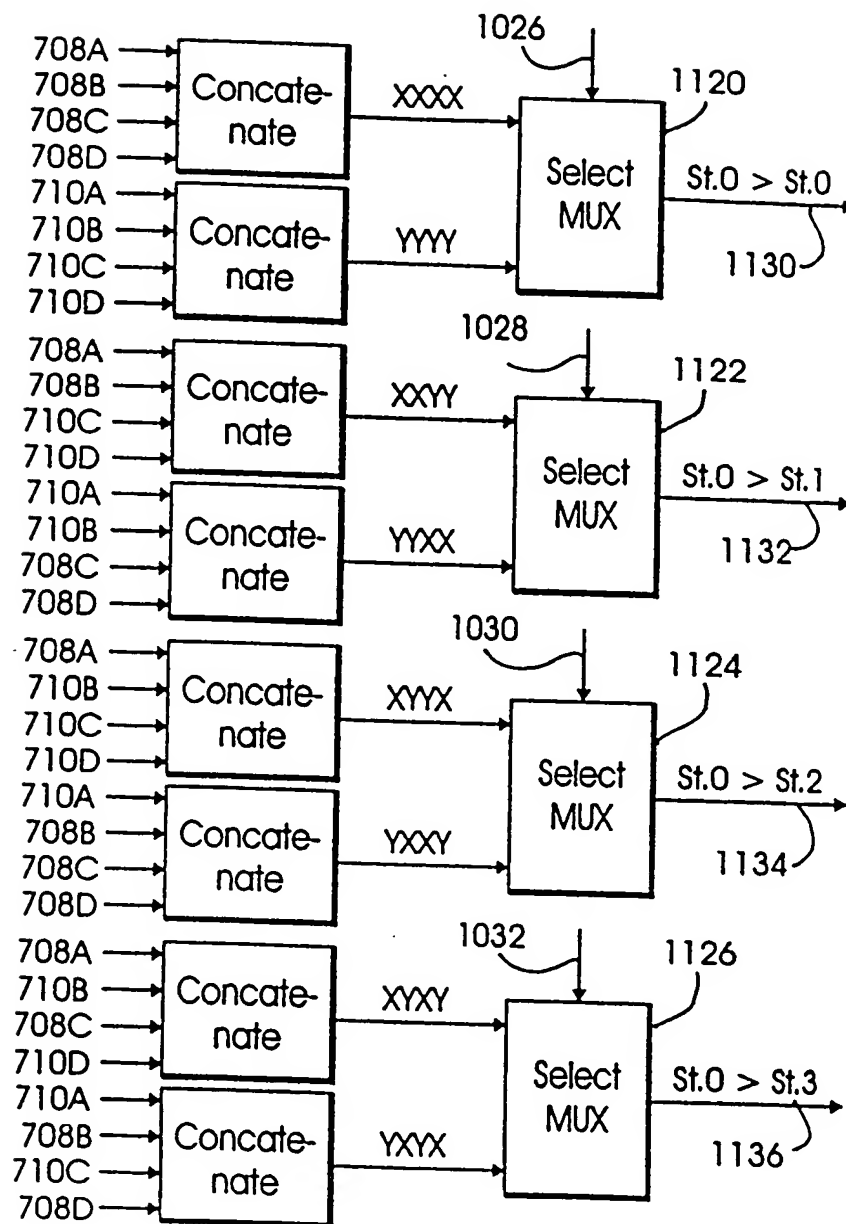 1026
708A
708B
708C
708D
Concate-
nate
XXXX
1120
710A
710B
710C
710D
Concate-
nate
YYYY
Select
MUX
St.0 > St.0
1130
1028
708A
708B
710C
710D
Concate-
nate
XXYY
1122
710A
710B
708C
708D
Concate-
nate
YYXX
Select
MUX
St.0 > St.1
1132
1030
708A
710B
710C
710D
Concate-
nate
XYYX
1124
710A
708B
708C
708D
Concate-
nate
YXXY
Select
MUX
St.0 > St.2
1134
1032
708A
710B
708C
710D
Concate-
nate
XYXY
1126
710A
708B
710C
708D
Concate-
nate
YXYX
Select
MUX
St.0 > St.3
1136